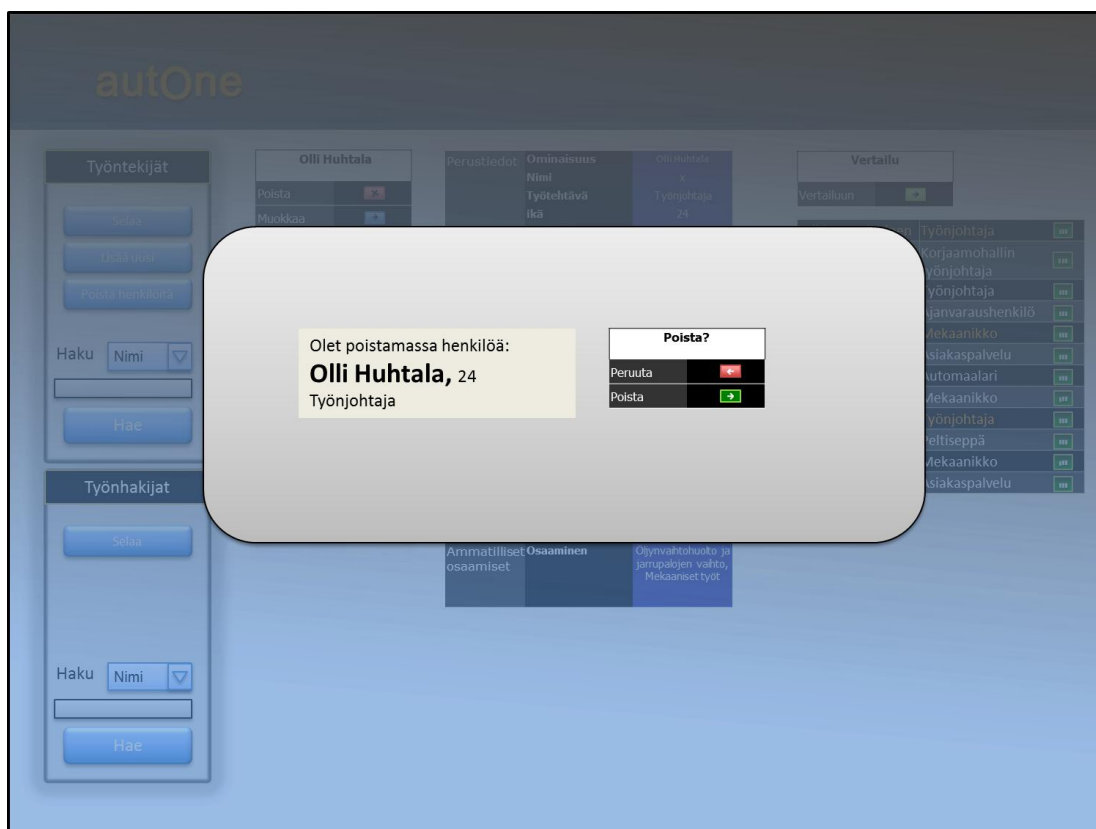 autOne
Työntekijät
Selaa
Lisää uusi
Poista henkilöitä
Haku Nimi
Hae
Työnhakijat
Selaa
Haku Nimi
Hae
Olli Huhtala
Poista
Muokkaa
Perustiedot Ominaisuus Olli Huhtala
Nimi x
Työtehtävä Työnjohtaja
Ikä 24
Olet poistamassa henkilöä:
Olli Huhtala, 24
Työnjohtaja
Poista?
Peruuta
Poista
Ammatilliset osaamiset Osaaminen Öljynvaihtohuolto ja
jarrupalojen vaihto,
Mekaaniset työt
Vertailu
Vertailuun
Työnjohtaja
Korjaamohallin
työnjohtaja
Työnjohtaja
Ajanvaraushenkilö
Mekaanikko
Asiakaspalvelu
Automaalari
Mekaanikko
Työnjohtaja
Peltiseppä
Mekaanikko
Asiakaspalvelu